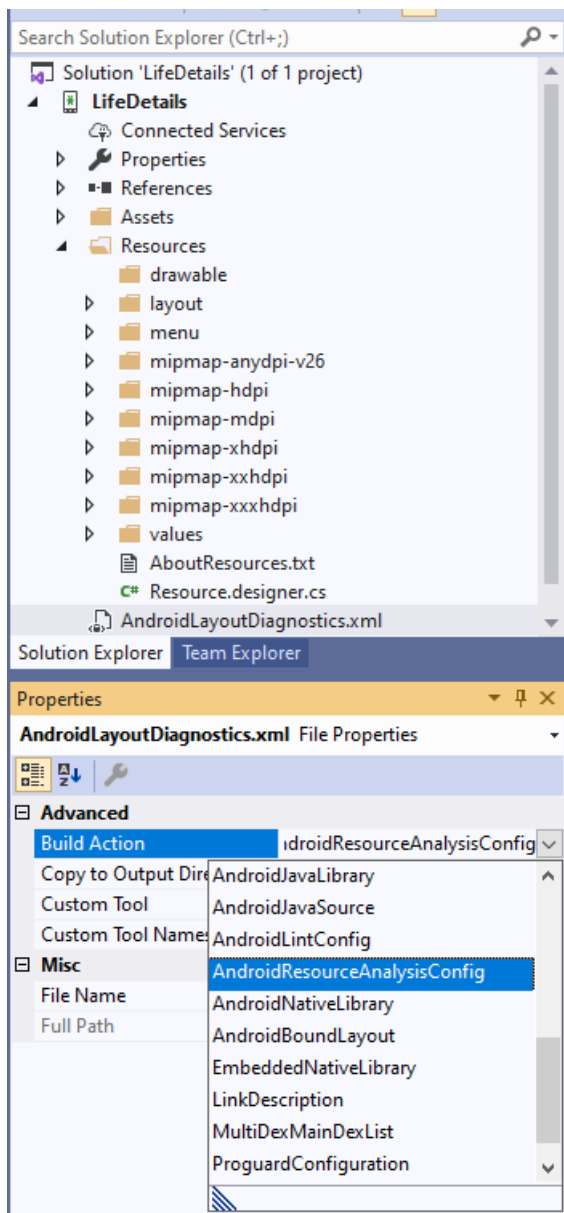 Search Solution Explorer (Ctrl+;)
Solution 'LifeDetails' (1 of 1 project)
LifeDetails
Connected Services
Properties
References
Assets
Resources
drawable
layout
menu
mipmap-anydpi-v26
mipmap-hdpi
mipmap-mdpi
mipmap-xhdpi
mipmap-xxhdpi
mipmap-xxxhdpi
values
AboutResources.txt
C# Resource.designer.cs
AndroidLayoutDiagnostics.xml
Solution Explorer Team Explorer
Properties
AndroidLayoutDiagnostics.xml File Properties
Advanced
Build Action droidResourceAnalysisConfig
Copy to Output Dire AndroidJavaLibrary
Custom Tool AndroidJavaSource
Custom Tool Names AndroidLintConfig
Misc AndroidResourceAnalysisConfig
File Name AndroidNativeLibrary
Full Path AndroidBoundLayout
EmbeddedNativeLibrary
LinkDescription
MultiDexMainDexList
ProguardConfiguration